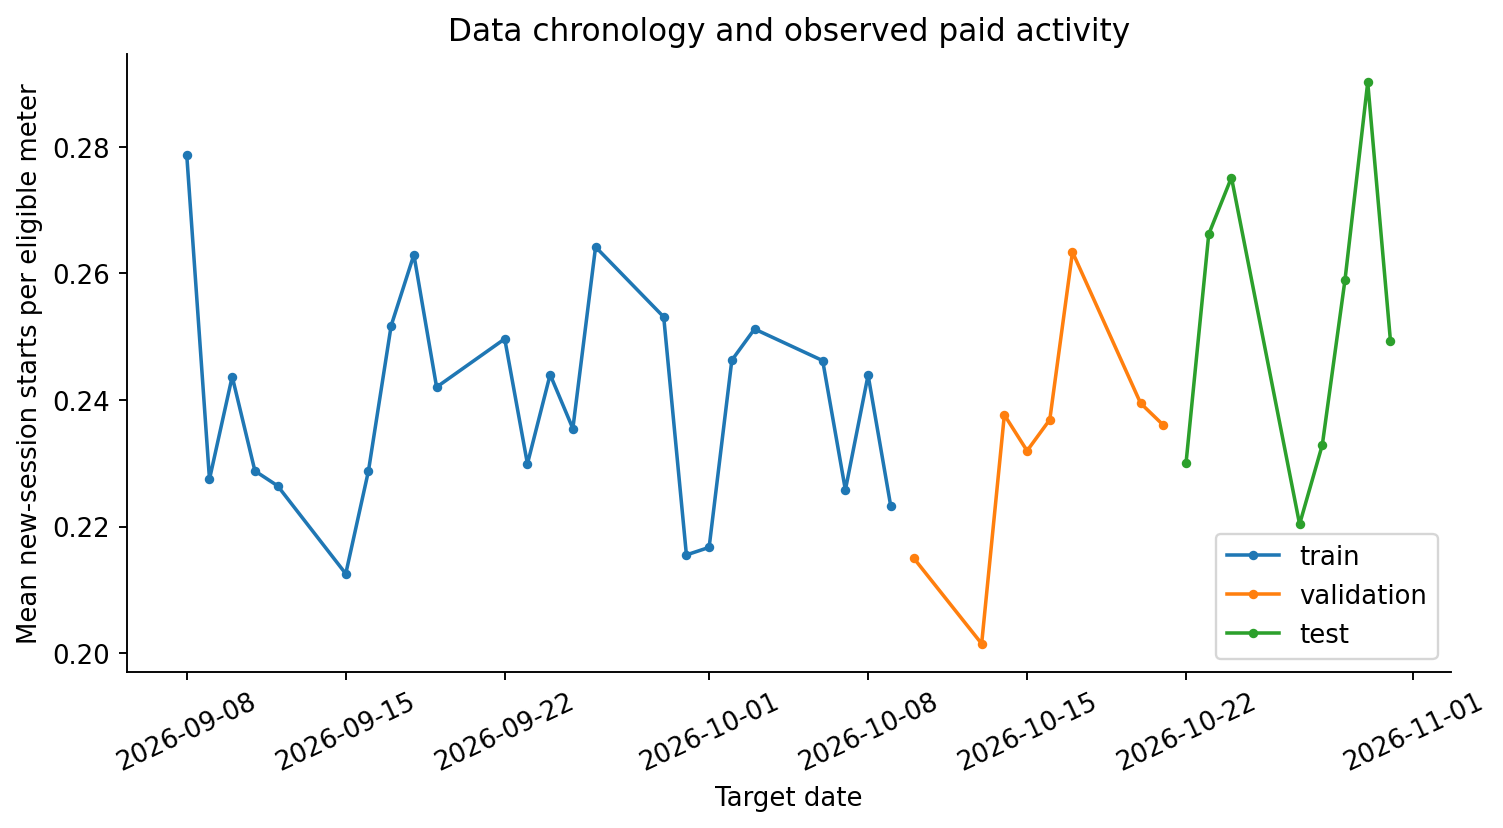 Data chronology and observed paid activity
Mean new-session starts per eligible meter
0.28
0.26
0.24
0.22
0.20
2026-09-08
2026-09-15
2026-09-22
2026-10-01
2026-10-08
2026-10-15
2026-10-22
2026-11-01
Target date
train
validation
test